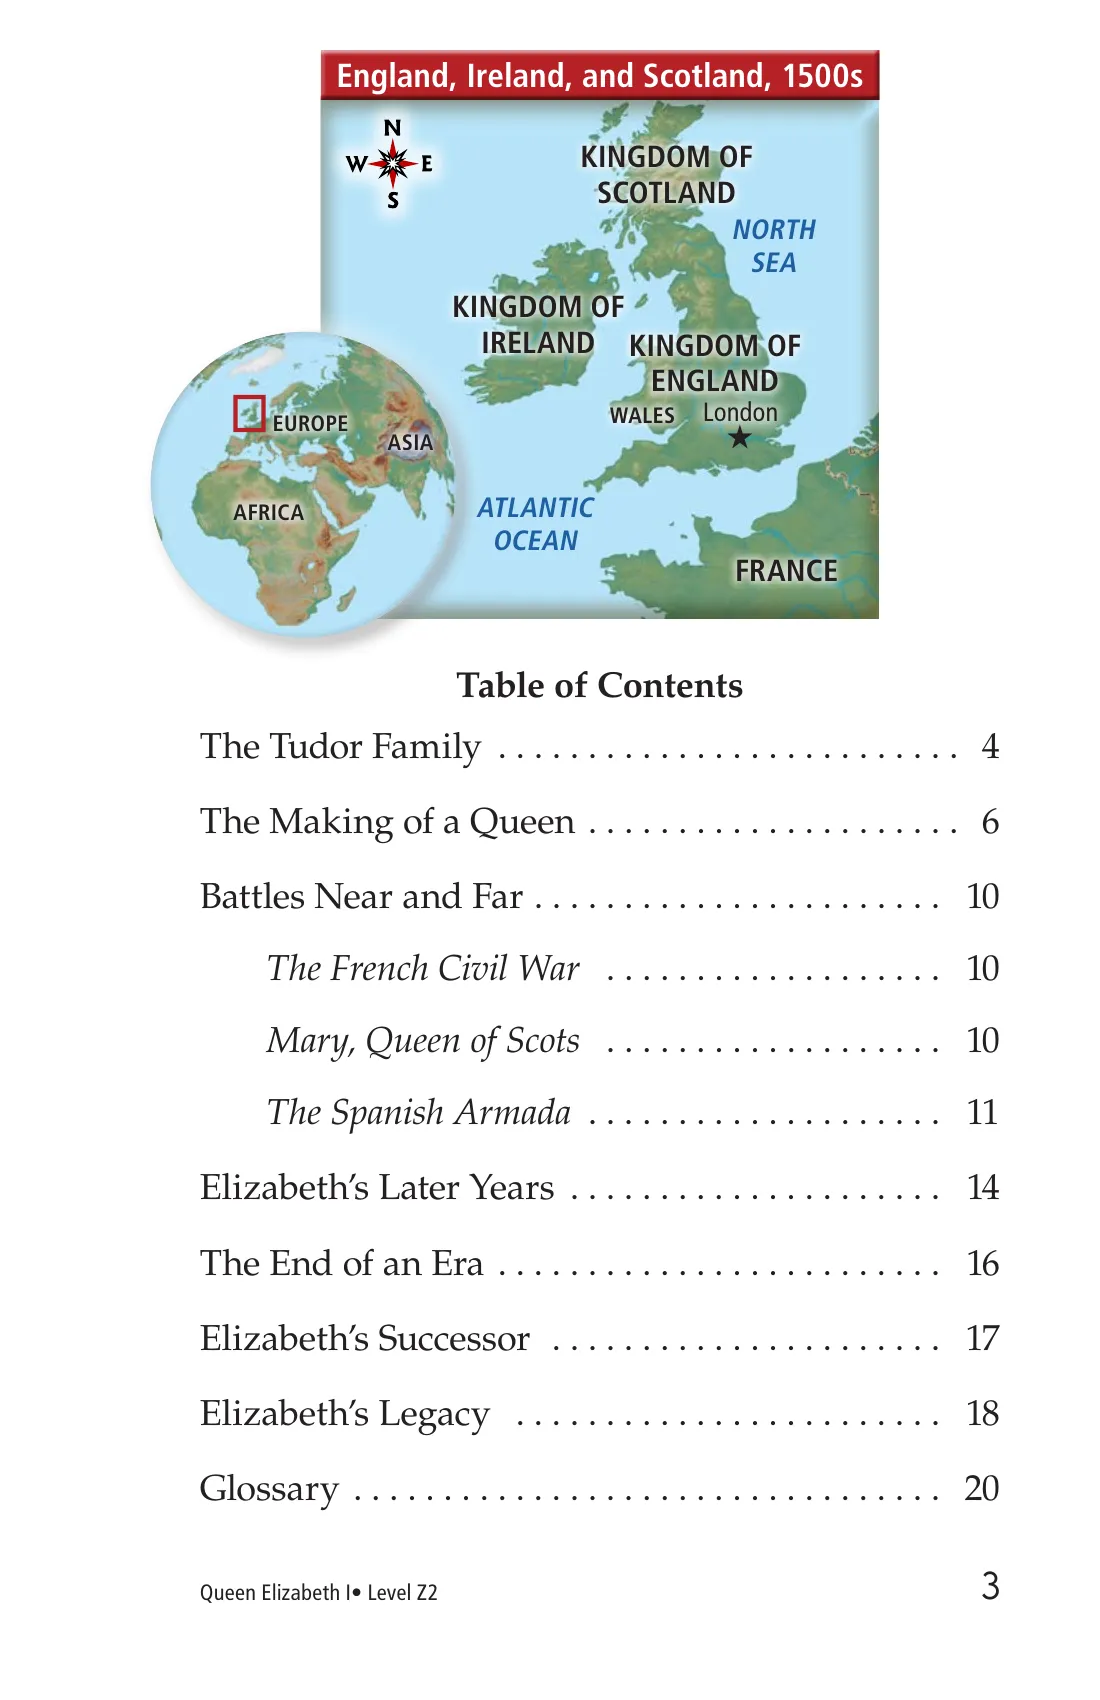 England, Ireland, and Scotland, 1500s
N
W E
S
KINGDOM OF
SCOTLAND
NORTH
SEA
KINGDOM OF
IRELAND
KINGDOM OF
ENGLAND
WALES London
EUROPE
ASIA
AFRICA
ATLANTIC
OCEAN
FRANCE
Table of Contents
The Tudor Family . . . . . . . . . . . . . . . . . . . . . . . . . . 4
The Making of a Queen . . . . . . . . . . . . . . . . . . . . . 6
Battles Near and Far . . . . . . . . . . . . . . . . . . . . . . . 10
The French Civil War . . . . . . . . . . . . . . . . . . . 10
Mary, Queen of Scots . . . . . . . . . . . . . . . . . . . 10
The Spanish Armada . . . . . . . . . . . . . . . . . . . . 11
Elizabeth’s Later Years . . . . . . . . . . . . . . . . . . . . . 14
The End of an Era . . . . . . . . . . . . . . . . . . . . . . . . . 16
Elizabeth’s Successor . . . . . . . . . . . . . . . . . . . . . . 17
Elizabeth’s Legacy . . . . . . . . . . . . . . . . . . . . . . . . 18
Glossary . . . . . . . . . . . . . . . . . . . . . . . . . . . . . . . . . 20
Queen Elizabeth I• Level Z2 3